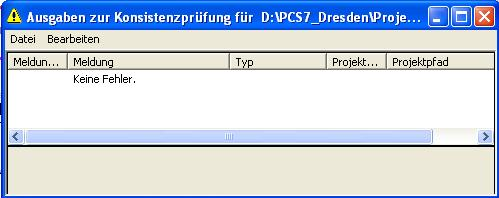 Ausgaben zur Konsistenzprüfung für D:\PCS7_Dresden\Proje...
Datei Bearbeiten
Meldun... Meldung Typ Projekt... Projektpfad
Keine Fehler.